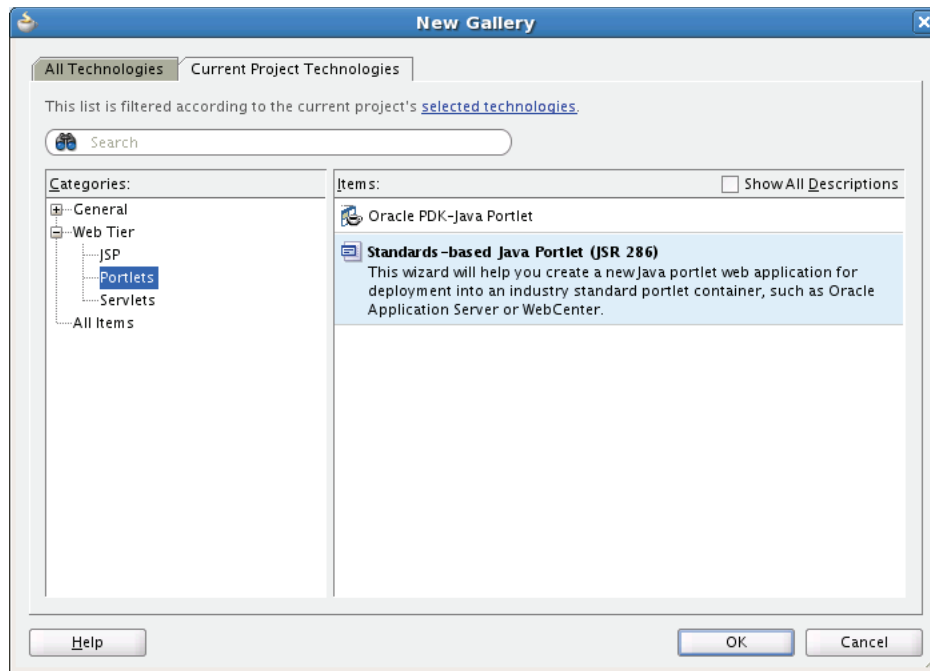 New Gallery
All Technologies
Current Project Technologies
This list is filtered according to the current project's selected technologies.
Search
Categories:
General
Web Tier
JSP
Portlets
Servlets
All Items
Items:
Show All Descriptions
Oracle PDK-Java Portlet
Standards-based Java Portlet (JSR 286)
This wizard will help you create a new Java portlet web application for
deployment into an industry standard portlet container, such as Oracle
Application Server or WebCenter.
Help
OK
Cancel